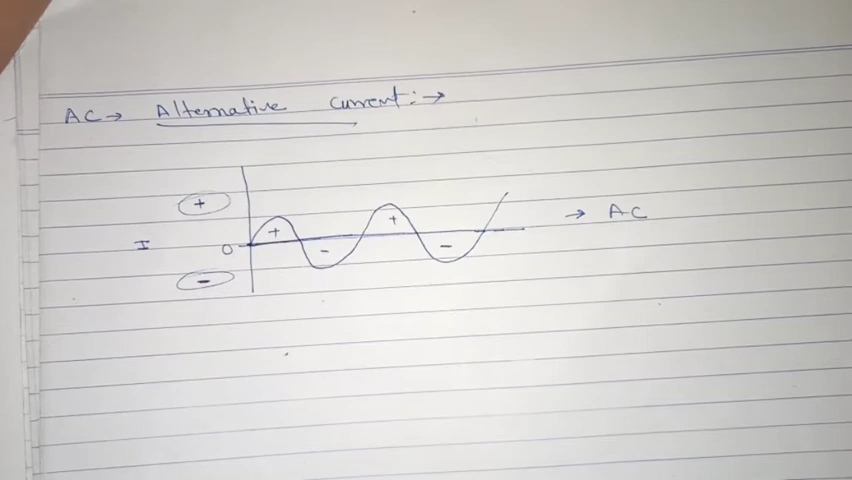 AC → Alternative Current :→
+
+ + → AC
I 0
- -
-